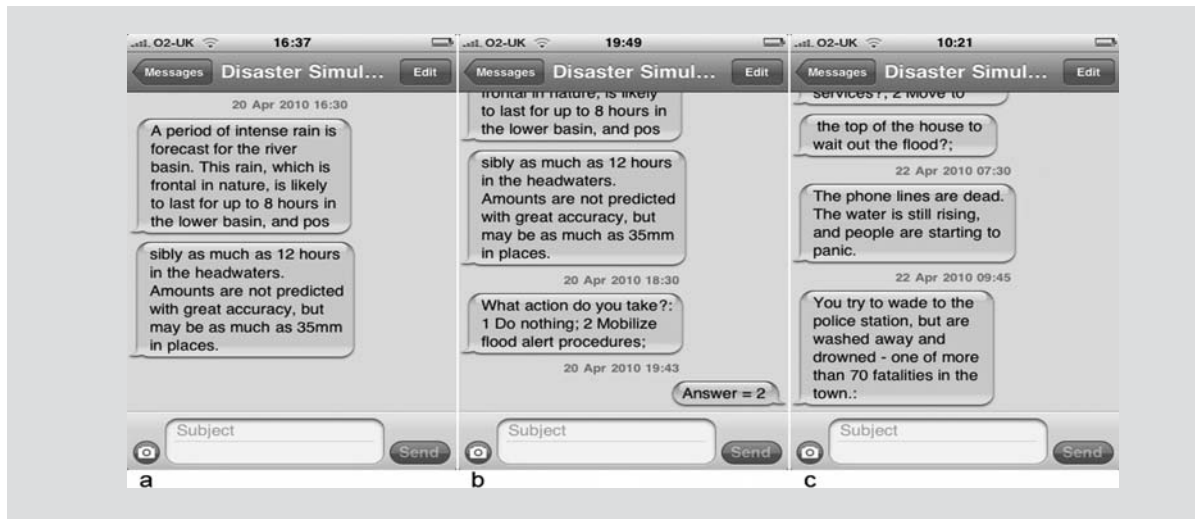 O2-UK 16:37
Messages Disaster Simul... Edit
20 Apr 2010 16:30
A period of intense rain is
forecast for the river
basin. This rain, which is
frontal in nature, is likely
to last for up to 8 hours in
the lower basin, and pos
sibly as much as 12 hours
in the headwaters.
Amounts are not predicted
with great accuracy, but
may be as much as 35mm
in places.
Subject
Send
a
O2-UK 19:49
Messages Disaster Simul... Edit
frontal in nature, is likely
to last for up to 8 hours in
the lower basin, and pos
sibly as much as 12 hours
in the headwaters.
Amounts are not predicted
with great accuracy, but
may be as much as 35mm
in places.
20 Apr 2010 18:30
What action do you take?:
1 Do nothing; 2 Mobilize
flood alert procedures;
20 Apr 2010 19:43
Answer = 2
Subject
Send
b
O2-UK 10:21
Messages Disaster Simul... Edit
services?; 2 Move to
the top of the house to
wait out the flood?;
22 Apr 2010 07:30
The phone lines are dead.
The water is still rising,
and people are starting to
panic.
22 Apr 2010 09:45
You try to wade to the
police station, but are
washed away and
drowned - one of more
than 70 fatalities in the
town.:
Subject
Send
c